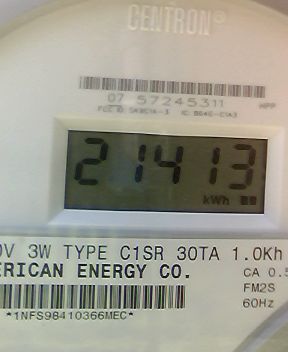 CENTRON®
07 57245311 HPP
21413
kWh
0V 3W TYPE C1SR 30TA 1.0Kh
ERICAN ENERGY CO. CA 0.5
FM2S
*1NFS98410366MEC* 60Hz